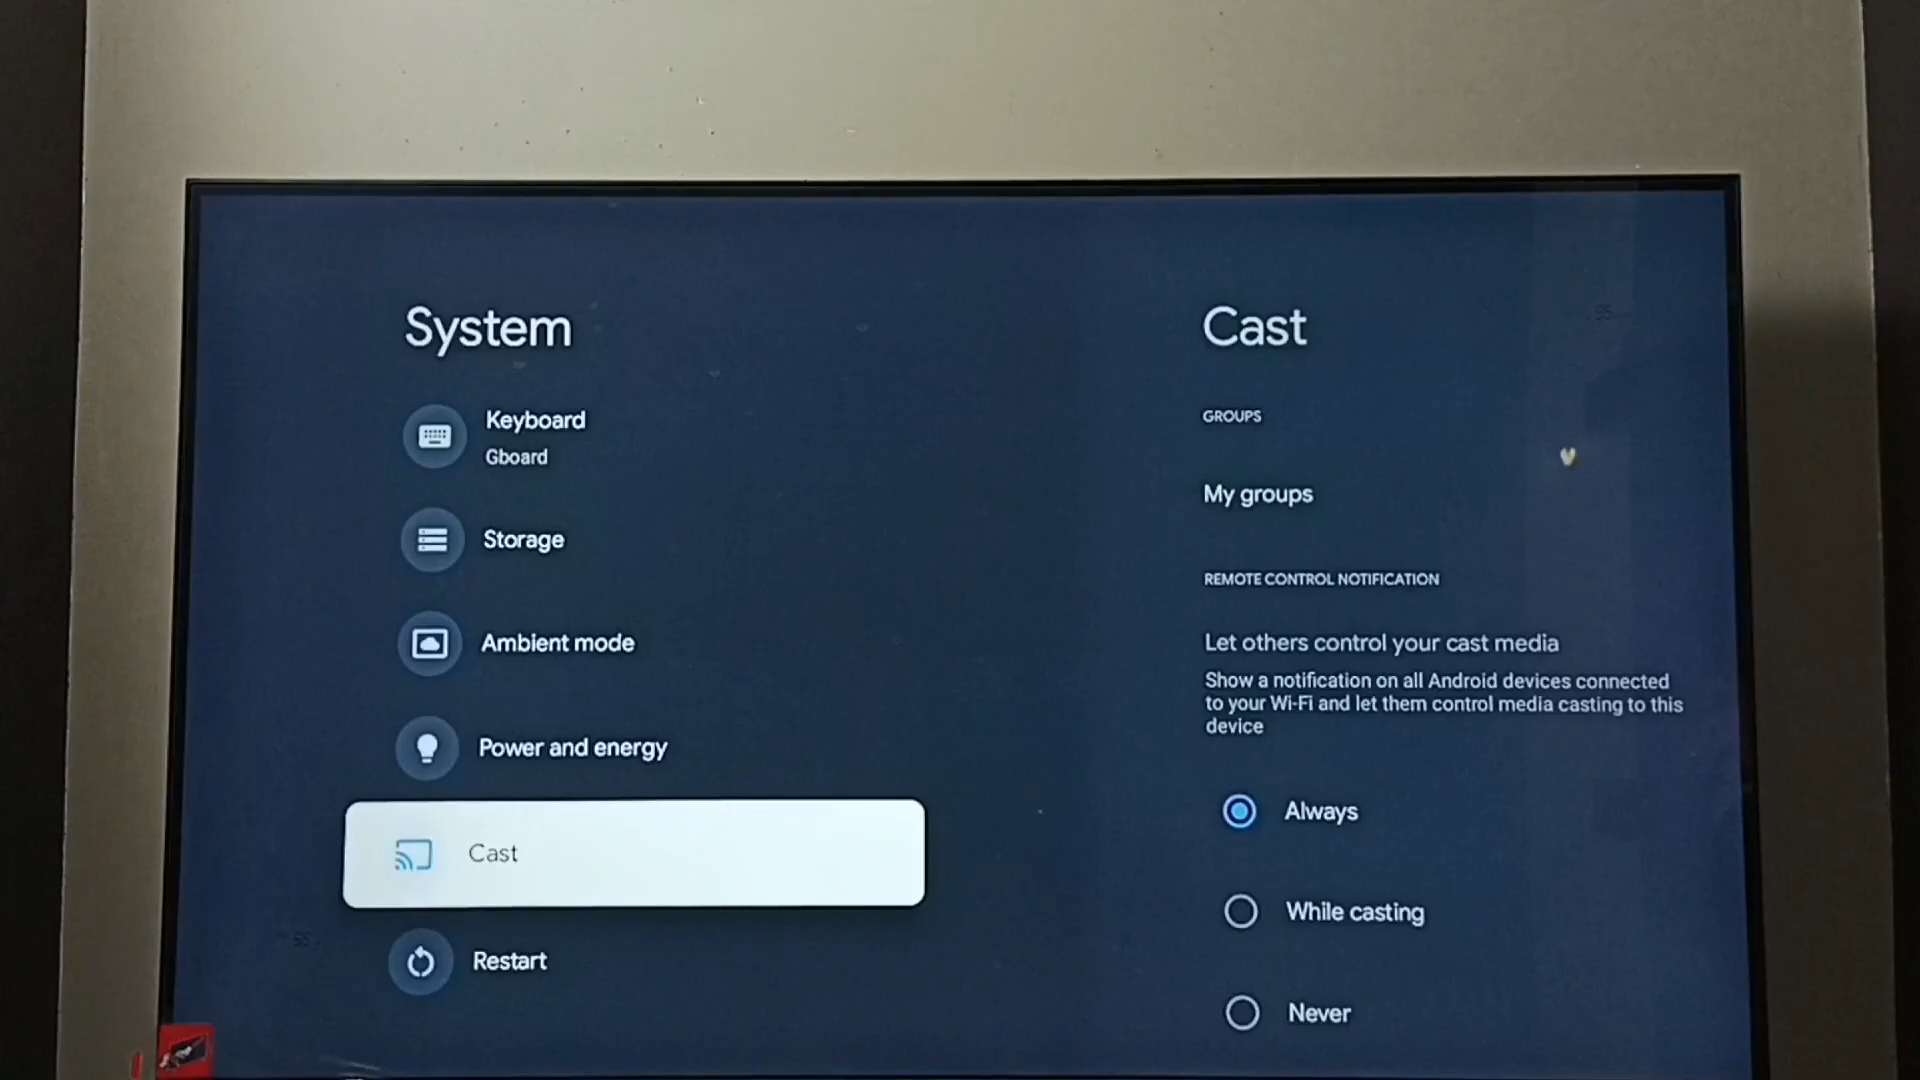 System
Keyboard
Gboard
Storage
Ambient mode
Power and energy
Cast
Restart
Cast
GROUPS
My groups
REMOTE CONTROL NOTIFICATION
Let others control your cast media
Show a notification on all Android devices connected
to your Wi-Fi and let them control media casting to this
device
Always
While casting
Never